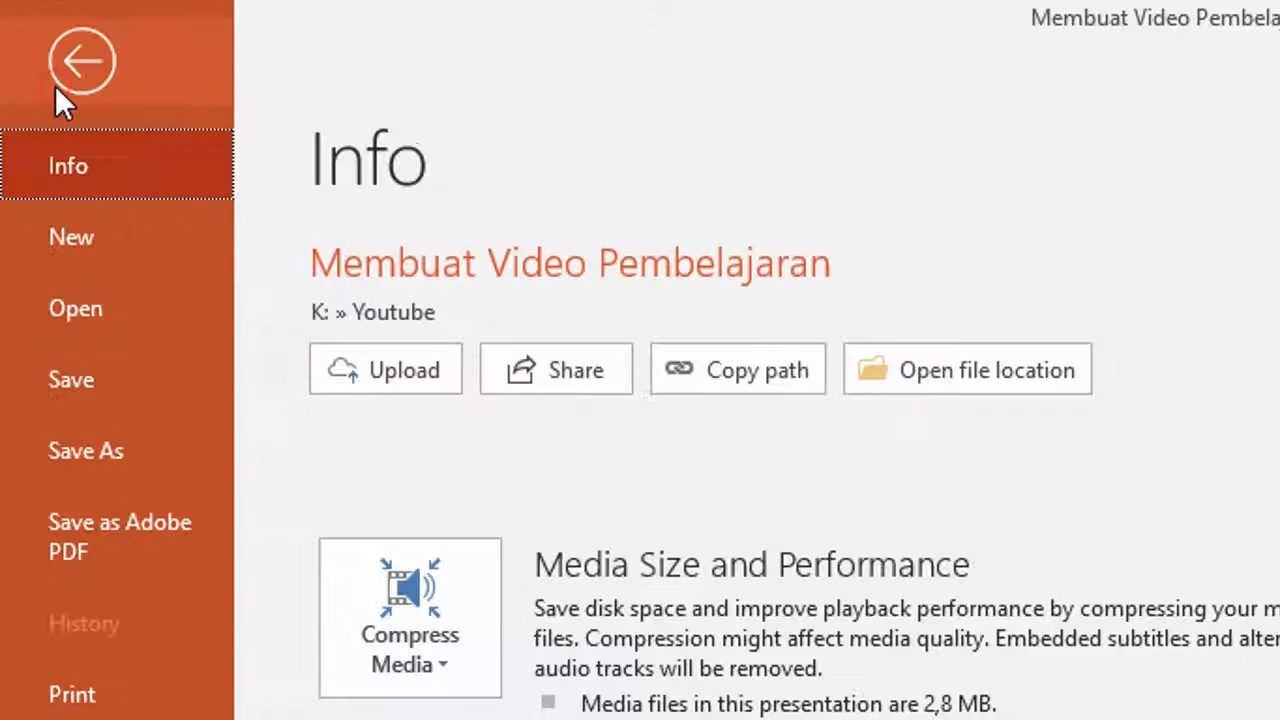 Membuat Video
Info
Info
New
Membuat Video Pembelajaran
Open
K: » Youtube
Upload
Share
Copy path
Open file location
Save
Save As
Save as Adobe
PDF
Media Size and Performance
Compress
Media
Save disk space and improve playback performance by compressing your
files. Compression might affect media quality. Embedded subtitles and
audio tracks will be removed.
History
Print
Media files in this presentation are 2,8 MB.